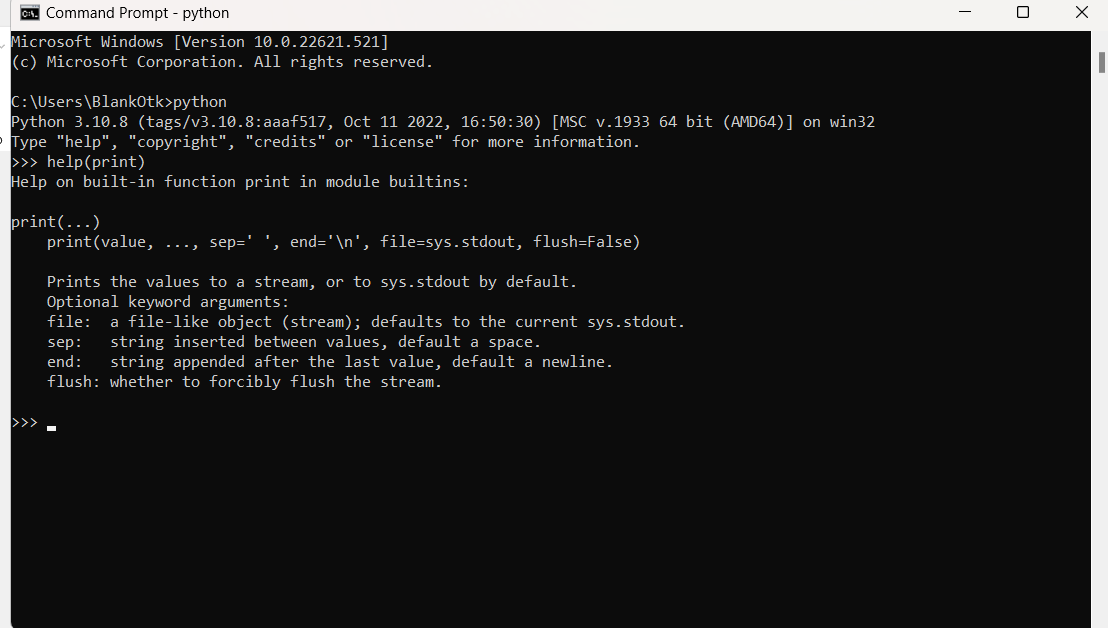 Command Prompt - python
Microsoft Windows [Version 10.0.22621.521]
(c) Microsoft Corporation. All rights reserved.
C:\Users\BlankOtk>python
Python 3.10.8 (tags/v3.10.8:aaaf517, Oct 11 2022, 16:50:30) [MSC v.1933 64 bit (AMD64)] on win32
Type "help", "copyright", "credits" or "license" for more information.
>>> help(print)
Help on built-in function print in module builtins:
print(...)
    print(value, ..., sep=' ', end='\n', file=sys.stdout, flush=False)
    Prints the values to a stream, or to sys.stdout by default.
    Optional keyword arguments:
    file:  a file-like object (stream); defaults to the current sys.stdout.
    sep:   string inserted between values, default a space.
    end:   string appended after the last value, default a newline.
    flush: whether to forcibly flush the stream.
>>>